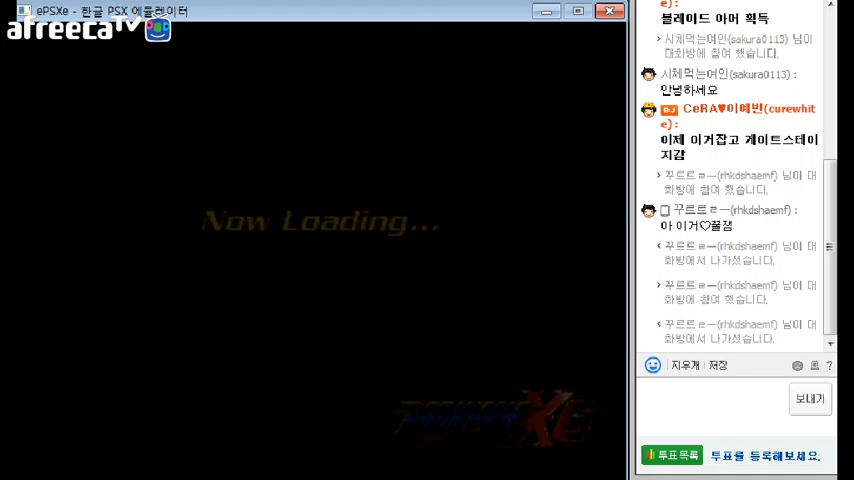 ePSXe - 한글 PSX 에뮬레이터
afreecaTV
Now Loading...
e):
블레이드 아머 획득
> 시체먹는여인(sakura0113) 님이
대화방에 참여 했습니다.
시체먹는여인(sakura0113) :
안녕하세요
BJ CeRA♥이예빈(curewhit
e):
이제 이거잡고 게이트스테이
지감
> 꾸르르ㄹㅡ(rhkdshaemf) 님이 대
화방에 참여 했습니다.
꾸르르ㄹㅡ(rhkdshaemf) :
아 이거♡꿀잼
< 꾸르르ㄹㅡ(rhkdshaemf) 님이 대
화방에서 나가셨습니다.
> 꾸르르ㄹㅡ(rhkdshaemf) 님이 대
화방에 참여 했습니다.
< 꾸르르ㄹㅡ(rhkdshaemf) 님이 대
화방에서 나가셨습니다.
지우개 저장 ?
보내기
투표목록 투표를 등록해보세요.